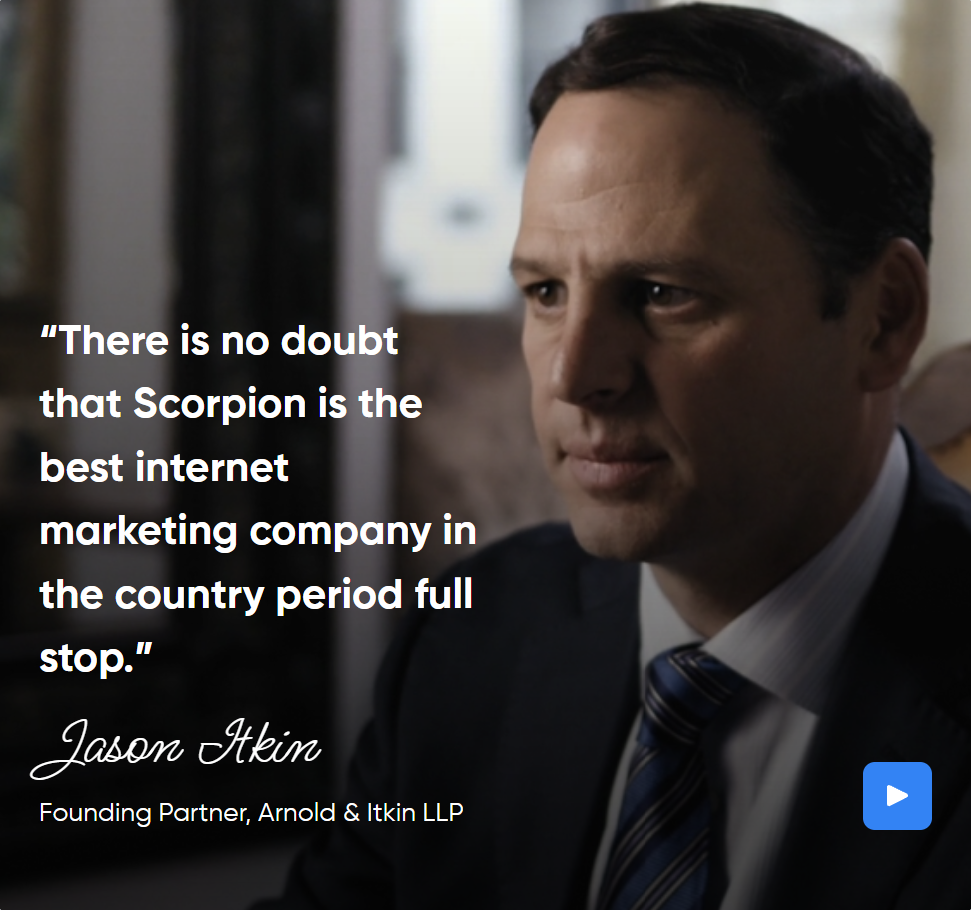 “There is no doubt
that Scorpion is the
best internet
marketing company in
the country period full
stop.”
Jason Itkin
Founding Partner, Arnold & Itkin LLP